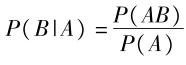 P(B|A) = P(AB) / P(A)